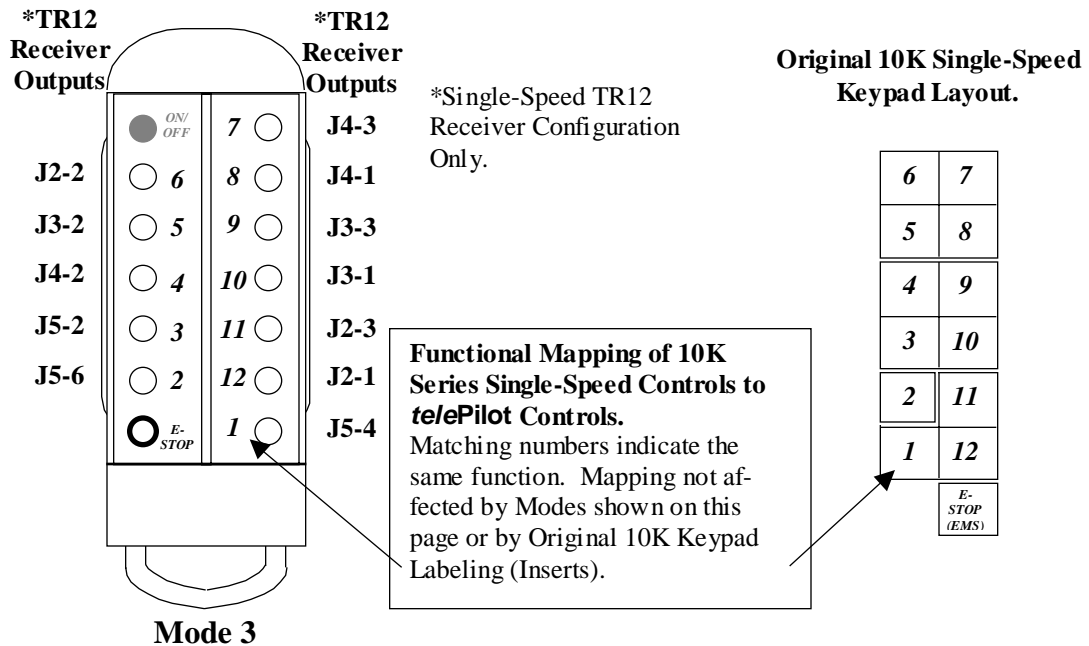 *TR12
Receiver
Outputs
*TR12
Receiver
Outputs
*Single-Speed TR12
Receiver Configuration
Only.
Original 10K Single-Speed
Keypad Layout.
ON/
OFF
7
J4-3
J2-2
6
8
J4-1
J3-2
5
9
J3-3
J4-2
4
10
J3-1
J5-2
3
11
J2-3
J5-6
2
12
J2-1
E-
STOP
1
J5-4
Mode 3
Functional Mapping of 10K
Series Single-Speed Controls to
telePilot Controls.
Matching numbers indicate the
same function. Mapping not af-
fected by Modes shown on this
page or by Original 10K Keypad
Labeling (Inserts).
6 7
5 8
4 9
3 10
2 11
1 12
E-
STOP
(EMS)